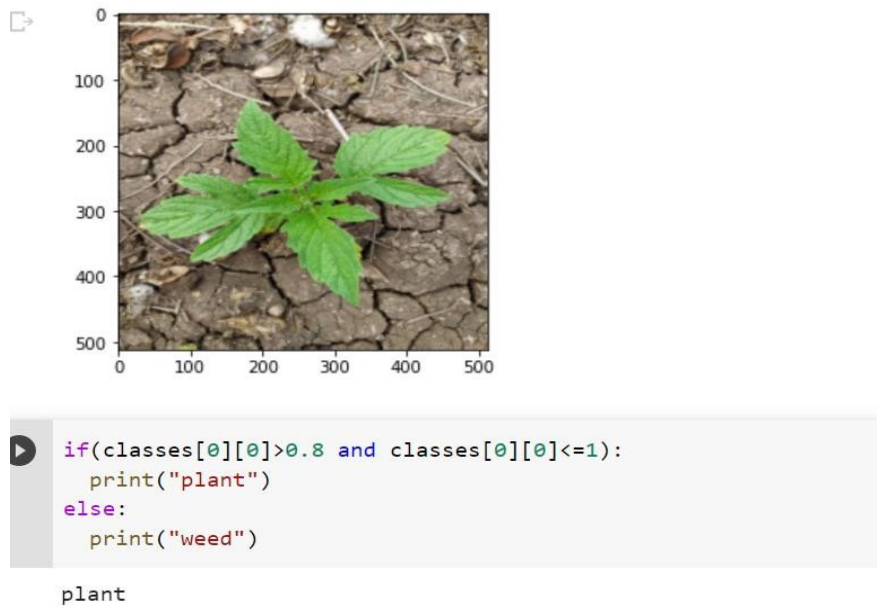 0
100
200
300
400
500
0 100 200 300 400 500
if(classes[0][0]>0.8 and classes[0][0]<=1):
  print("plant")
else:
  print("weed")
plant